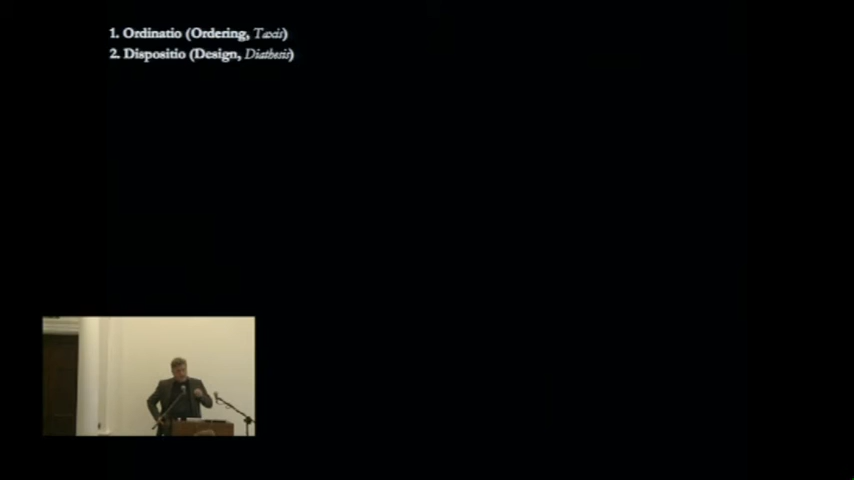 1. Ordinatio (Ordering, Taxis)
2. Dispositio (Design, Diathesis)